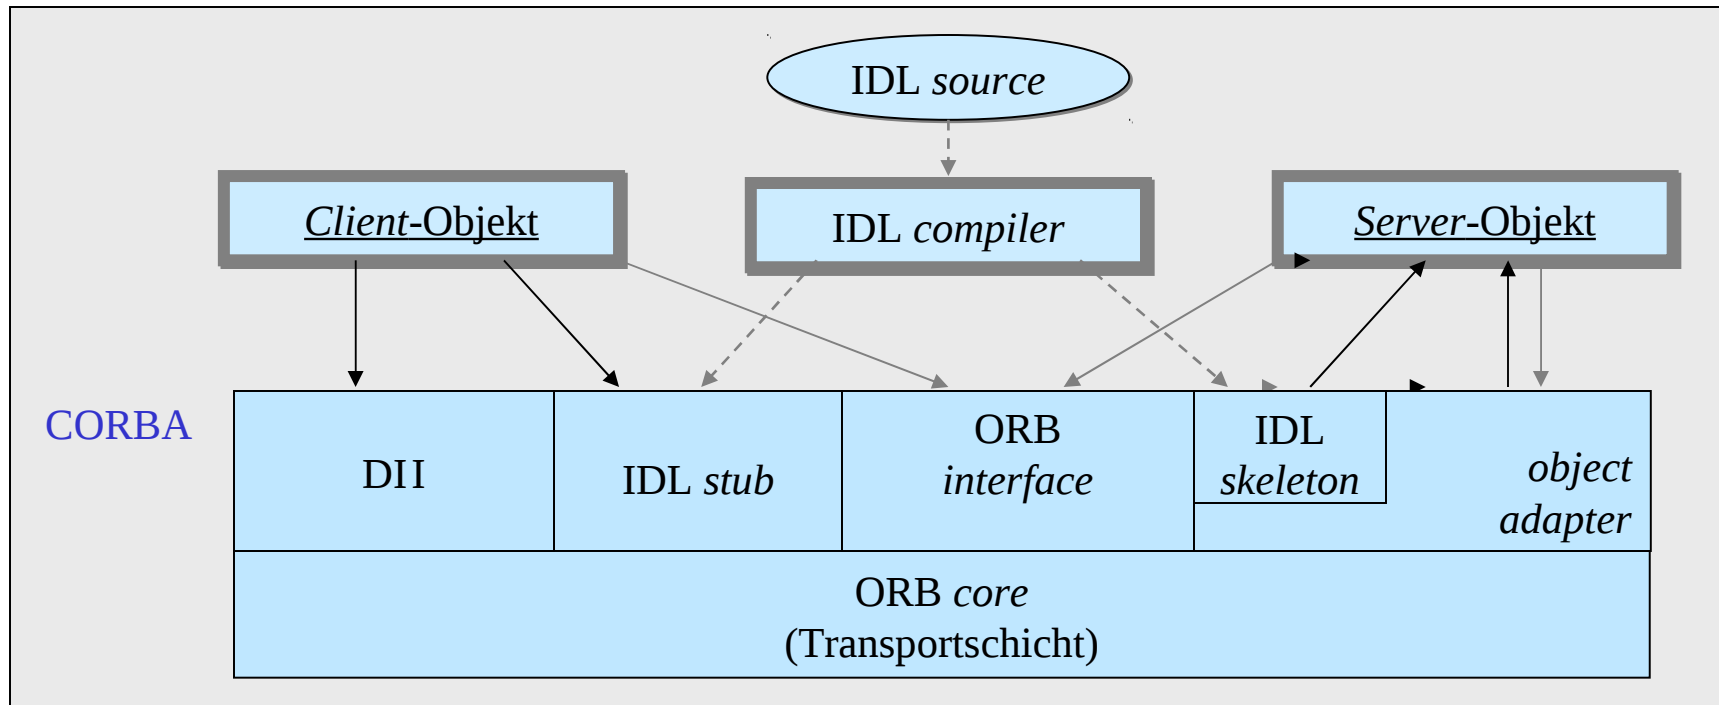 IDL source
Client-Objekt
IDL compiler
Server-Objekt
CORBA
DII
IDL stub
ORB
interface
IDL
skeleton
object
adapter
ORB core
(Transportschicht)